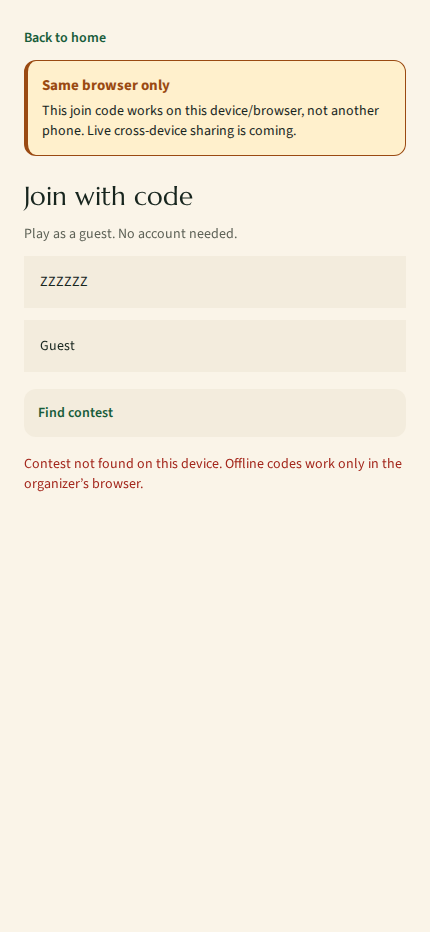 Back to home
Same browser only
This join code works on this device/browser, not another
phone. Live cross-device sharing is coming.
Join with code
Play as a guest. No account needed.
ZZZZZZ
Guest
Find contest
Contest not found on this device. Offline codes work only in the
organizer’s browser.